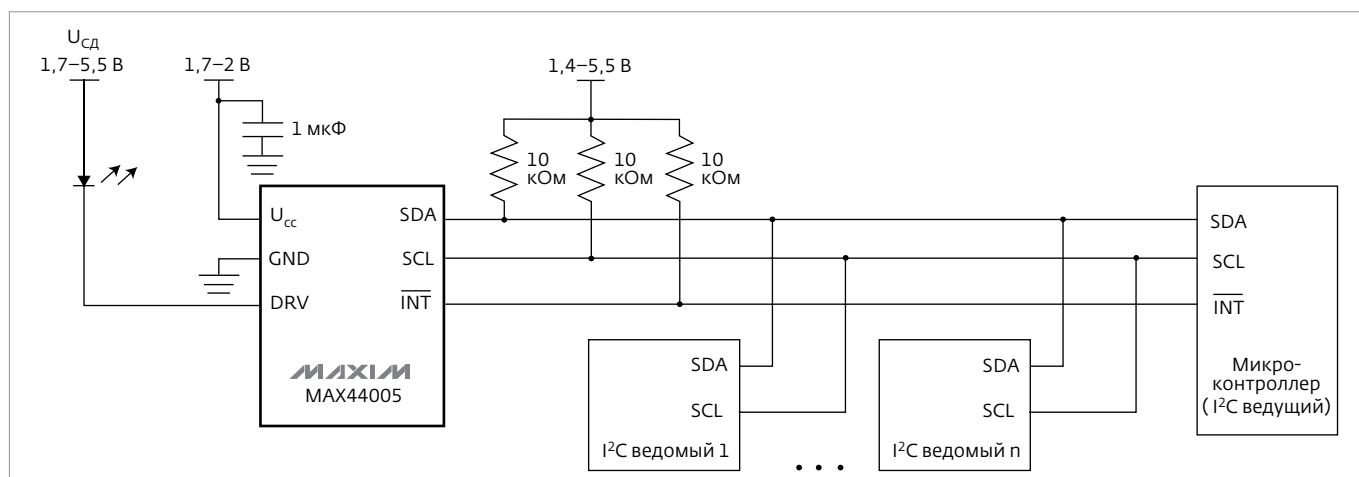 U_СД
1,7–5,5 В
1,7–2 В
1,4–5,5 В
1 мкФ
10
кОм
10
кОм
10
кОм
U_cc
SDA
GND
SCL
DRV
INT
MAXIM
MAX44005
SDA
SCL
INT
Микро-
контроллер
( I²C ведущий)
SDA
SCL
I²C ведомый 1
• • •
SDA
SCL
I²C ведомый n